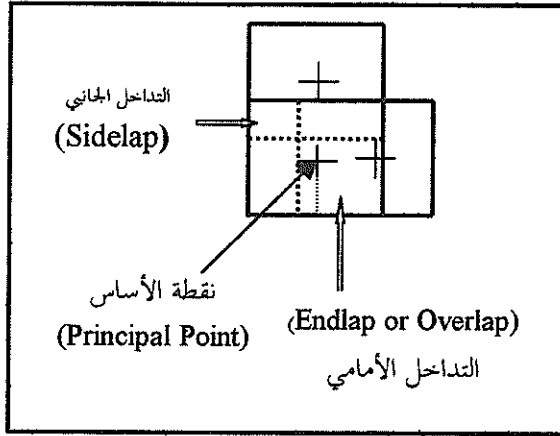 التداخل الجانبي
(Sidelap)
نقطة الأساس
(Principal Point)
(Endlap or Overlap)
التداخل الأمامي